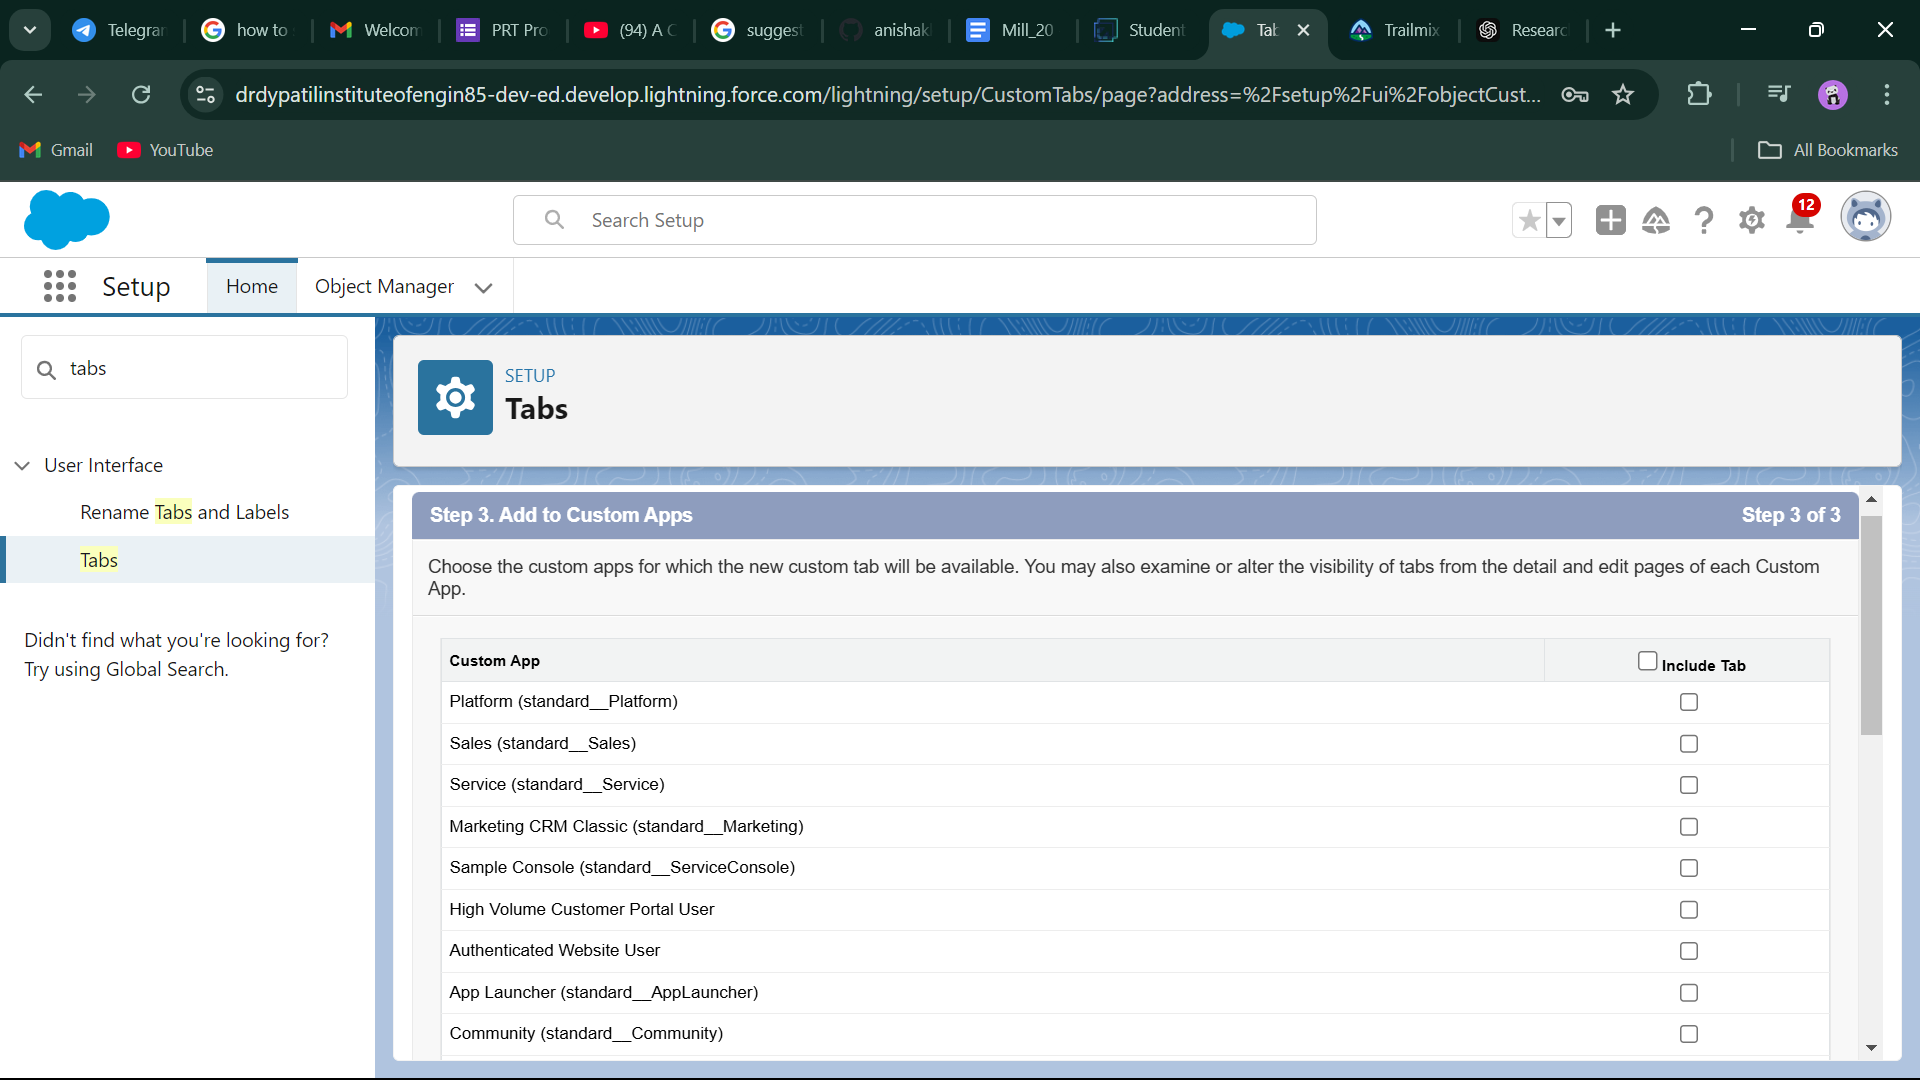 Telegram
how to
Welcom
PRT Pro
(94) A C
suggest
anishak
Mill_20
Student
Tab
Trailmix
Researc
drdypatilinstituteofengin85-dev-ed.develop.lightning.force.com/lightning/setup/CustomTabs/page?address=%2Fsetup%2Fui%2FobjectCust...
Gmail
YouTube
All Bookmarks
Search Setup
12
Setup
Home
Object Manager
tabs
User Interface
Rename Tabs and Labels
Tabs
Didn't find what you're looking for?
Try using Global Search.
SETUP
Tabs
Step 3. Add to Custom Apps
Step 3 of 3
Choose the custom apps for which the new custom tab will be available. You may also examine or alter the visibility of tabs from the detail and edit pages of each Custom
App.
Custom App
Include Tab
Platform (standard__Platform)
Sales (standard__Sales)
Service (standard__Service)
Marketing CRM Classic (standard__Marketing)
Sample Console (standard__ServiceConsole)
High Volume Customer Portal User
Authenticated Website User
App Launcher (standard__AppLauncher)
Community (standard__Community)